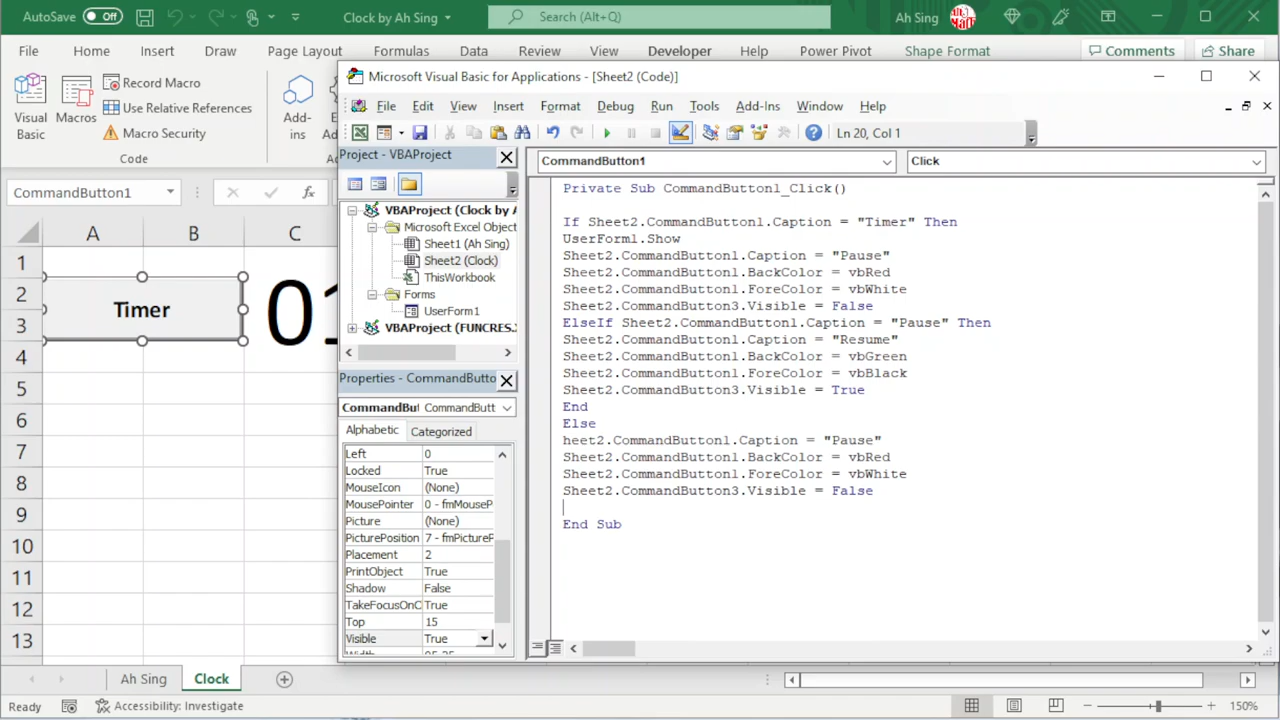 AutoSave Off Clock by Ah Sing Search (Alt+Q) Ah Sing
File Home Insert Draw Page Layout Formulas Data Review View Developer Help Power Pivot Shape Format Comments Share
Visual Basic
Macros
Record Macro
Use Relative References
Macro Security
Code
Add-ins
CommandButton1 fx
A B C
1
2
3
4
5
6
7
8
9
10
11
12
13
Timer
Microsoft Visual Basic for Applications - [Sheet2 (Code)]
File Edit View Insert Format Debug Run Tools Add-Ins Window Help
Ln 20, Col 1
Project - VBAProject
VBAProject (Clock by A
Microsoft Excel Object
Sheet1 (Ah Sing)
Sheet2 (Clock)
ThisWorkbook
Forms
UserForm1
VBAProject (FUNCRES.
Properties - CommandButto
CommandBut CommandButt
Alphabetic Categorized
Left 0
Locked True
MouseIcon (None)
MousePointer 0 - fmMouseP
Picture (None)
PicturePosition 7 - fmPictureP
Placement 2
PrintObject True
Shadow False
TakeFocusOnC True
Top 15
Visible True
CommandButton1 Click
Private Sub CommandButton1_Click()
If Sheet2.CommandButton1.Caption = "Timer" Then
UserForm1.Show
Sheet2.CommandButton1.Caption = "Pause"
Sheet2.CommandButton1.BackColor = vbRed
Sheet2.CommandButton1.ForeColor = vbWhite
Sheet2.CommandButton3.Visible = False
ElseIf Sheet2.CommandButton1.Caption = "Pause" Then
Sheet2.CommandButton1.Caption = "Resume"
Sheet2.CommandButton1.BackColor = vbGreen
Sheet2.CommandButton1.ForeColor = vbBlack
Sheet2.CommandButton3.Visible = True
End
Else
heet2.CommandButton1.Caption = "Pause"
Sheet2.CommandButton1.BackColor = vbRed
Sheet2.CommandButton1.ForeColor = vbWhite
Sheet2.CommandButton3.Visible = False
End Sub
Ah Sing Clock
Ready Accessibility: Investigate 150%